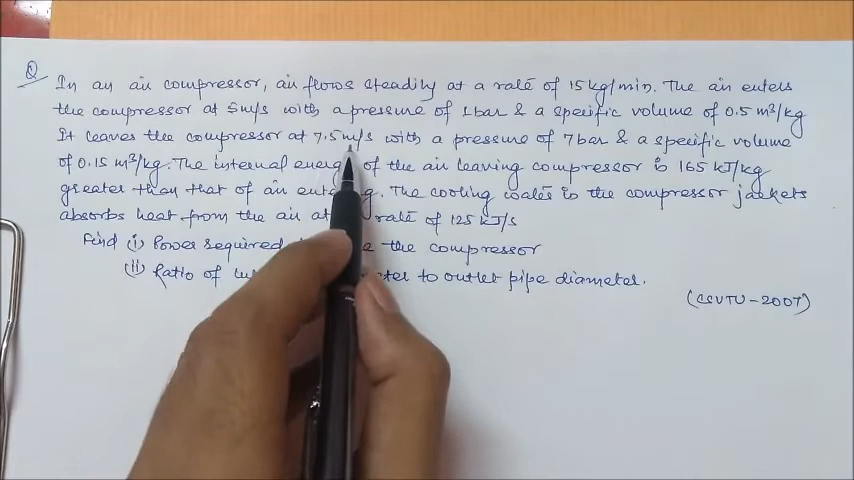 Q
In an air compressor, air flows steadily at a rate of 15 kg/min. The air enters
the compressor at 5m/s with a pressure of 1 bar & a specific volume of 0.5 m³/kg
It leaves the compressor at 7.5m/s with a pressure of 7 bar & a specific volume
of 0.15 m³/kg. The internal energy of the air leaving compressor is 165 kJ/kg
greater than that of air The cooling water in the compressor jackets
absorbs heat from the air at rate of 125 kJ/s
Find (i) Power required the compressor
(ii) Ratio of to outlet pipe diameter.
(CSVTU-2007)